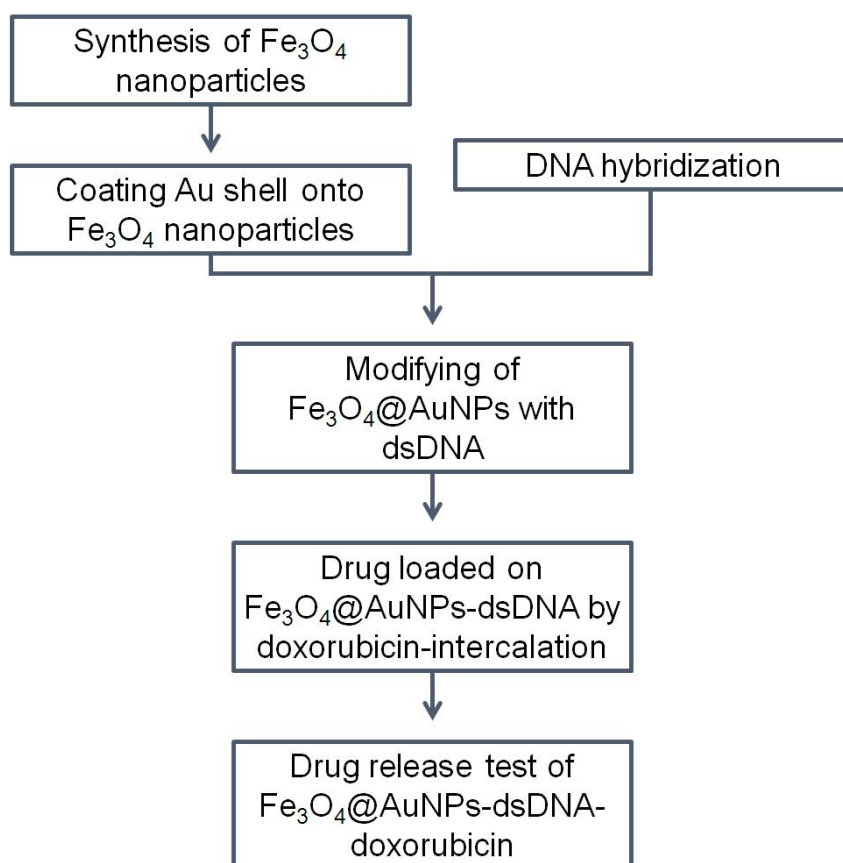 Synthesis of Fe₃O₄
nanoparticles
Coating Au shell onto
Fe₃O₄ nanoparticles
DNA hybridization
Modifying of
Fe₃O₄@AuNPs with
dsDNA
Drug loaded on
Fe₃O₄@AuNPs-dsDNA by
doxorubicin-intercalation
Drug release test of
Fe₃O₄@AuNPs-dsDNA-
doxorubicin